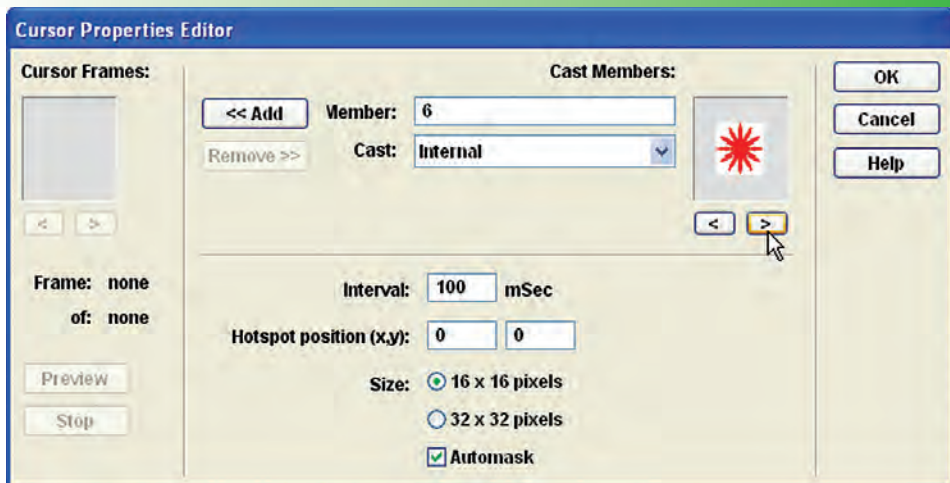 Cursor Properties Editor
Cursor Frames:
Cast Members:
OK
<< Add
Member:
6
Cancel
Remove >>
Cast:
Internal
Help
< >
< >
Frame: none
of: none
Interval: 100 mSec
Hotspot position (x,y): 0 0
Preview
Size: 16 x 16 pixels
Stop
32 x 32 pixels
Automask